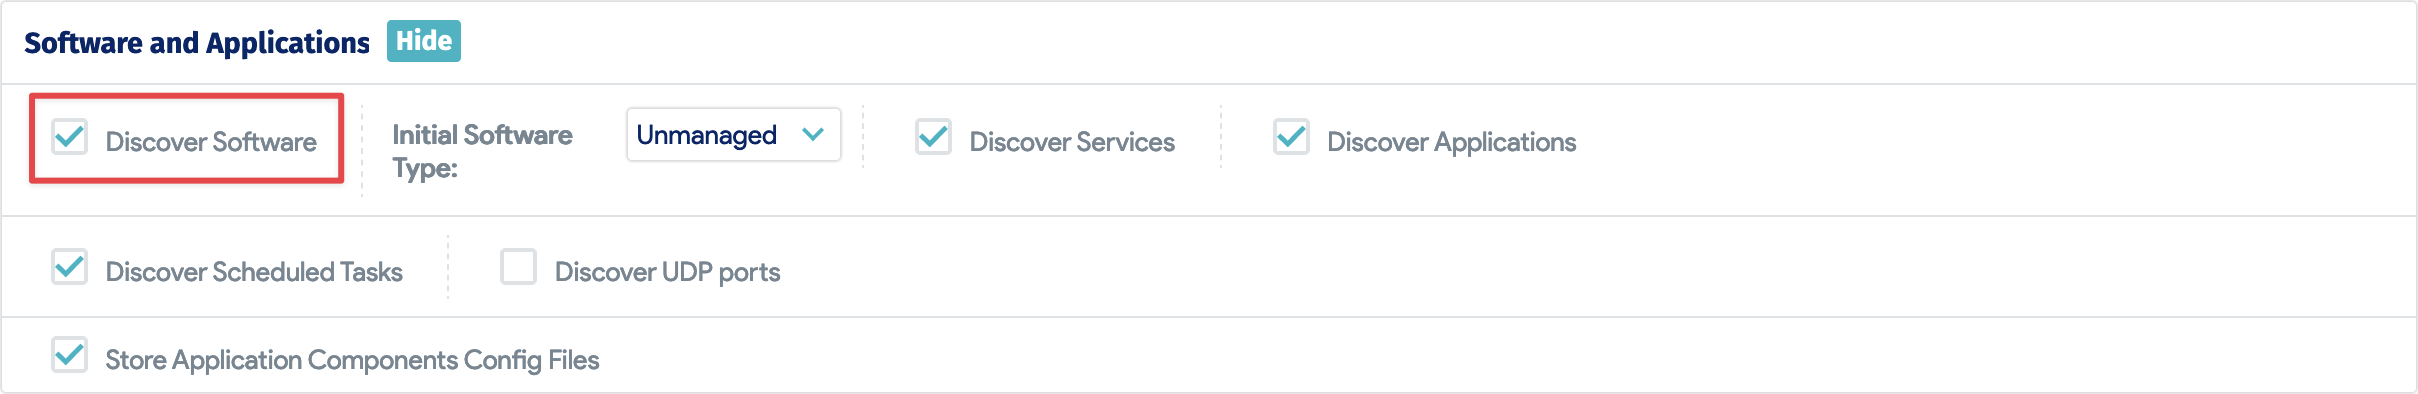 Software and Applications Hide
Discover Software
Initial Software
Type:
Unmanaged
Discover Services
Discover Applications
Discover Scheduled Tasks
Discover UDP ports
Store Application Components Config Files